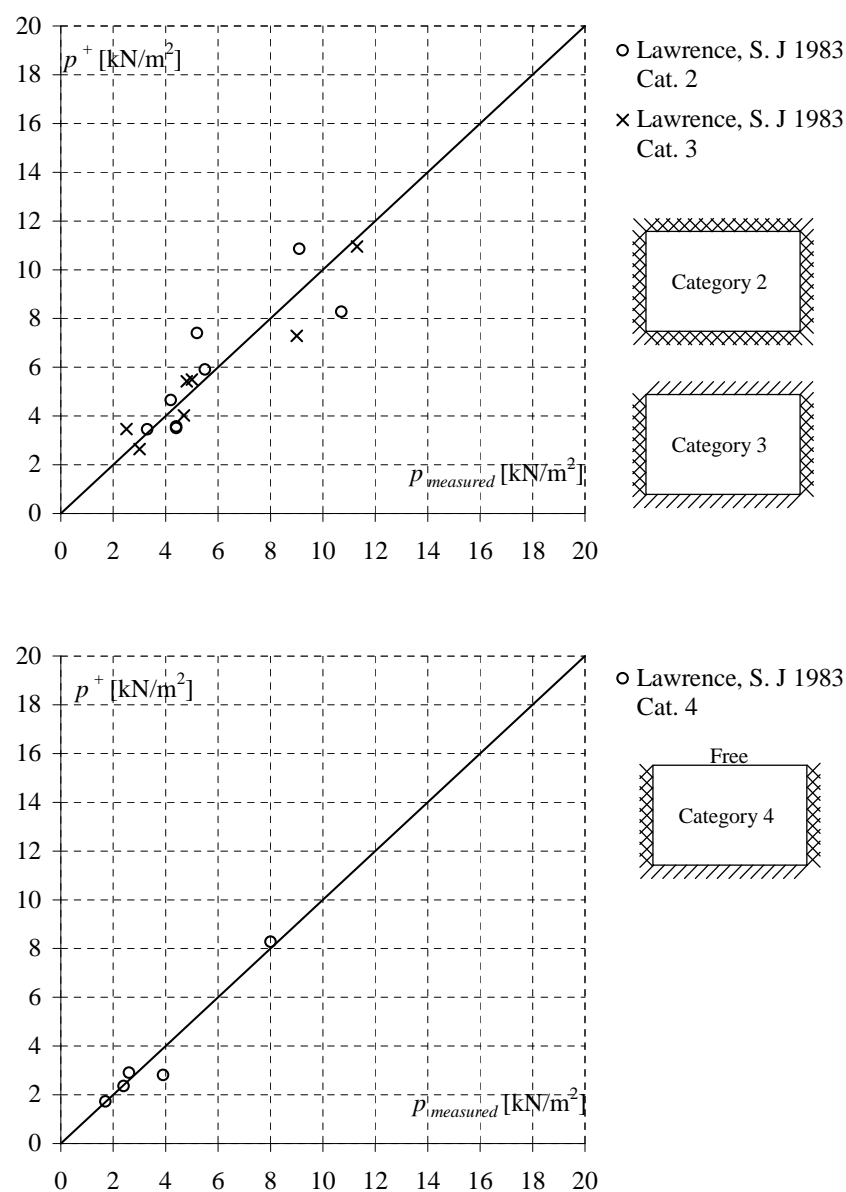 20
18
16
14
12
10
8
6
4
2
0
p + [kN/m2]
p measured [kN/m2]
0 2 4 6 8 10 12 14 16 18 20
Lawrence, S. J 1983
Cat. 2
Lawrence, S. J 1983
Cat. 3
Category 2
Category 3
20
18
16
14
12
10
8
6
4
2
0
p + [kN/m2]
p measured [kN/m2]
0 2 4 6 8 10 12 14 16 18 20
Lawrence, S. J 1983
Cat. 4
Free
Category 4